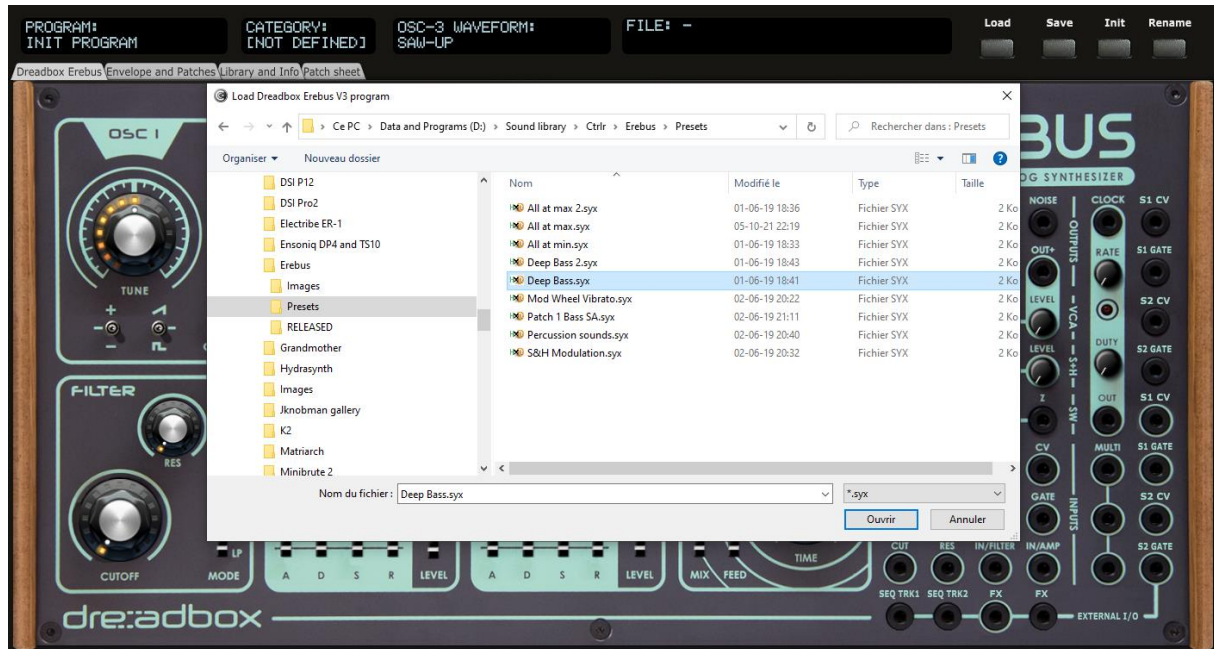 PROGRAM:
INIT PROGRAM
CATEGORY:
[NOT DEFINED]
OSC-3 WAVEFORM:
SAW-UP
FILE: -
Load Save Init Rename
Dreadbox Erebus Envelope and Patches Library and Info Patch sheet
Load Dreadbox Erebus V3 program
Ce PC > Data and Programs (D:) > Sound library > Ctrlr > Erebus > Presets
Rechercher dans : Presets
Organiser Nouveau dossier
DSI P12
DSI Pro2
Electribe ER-1
Ensoniq DP4 and TS10
Erebus
Images
Presets
RELEASED
Grandmother
Hydrasynth
Images
Jknobman gallery
K2
Matriarch
Minibrute 2
Nom Modifié le Type Taille
All at max 2.syx 01-06-19 18:36 Fichier SYX 2 Ko
All at max.syx 05-10-21 22:19 Fichier SYX 2 Ko
All at min.syx 01-06-19 18:33 Fichier SYX 2 Ko
Deep Bass 2.syx 01-06-19 18:43 Fichier SYX 2 Ko
Deep Bass.syx 01-06-19 18:41 Fichier SYX 2 Ko
Mod Wheel Vibrato.syx 02-06-19 20:22 Fichier SYX 2 Ko
Patch 1 Bass SA.syx 02-06-19 21:11 Fichier SYX 2 Ko
Percussion sounds.syx 02-06-19 20:40 Fichier SYX 2 Ko
S&H Modulation.syx 02-06-19 20:32 Fichier SYX 2 Ko
Nom du fichier : Deep Bass.syx
*.syx
Ouvrir Annuler
OSC I
TUNE
+
-
-
-
FILTER
RES
CUTOFF
LP
MODE
A D S R LEVEL
A D S R LEVEL
MIX FEED
TIME
BUS
OG SYNTHESIZER
NOISE CLOCK S1 CV
OUT+ RATE S1 GATE
OUTPUTS
LEVEL S2 CV
VCA
LEVEL DUTY S2 GATE
S+H
Z OUT S1 CV
SW
CV MULTI S1 GATE
GATE S2 CV
INPUTS
CUT RES IN/FILTER IN/AMP S2 GATE
SEQ TRK1 SEQ TRK2 FX FX
EXTERNAL I/O
dre:adbox